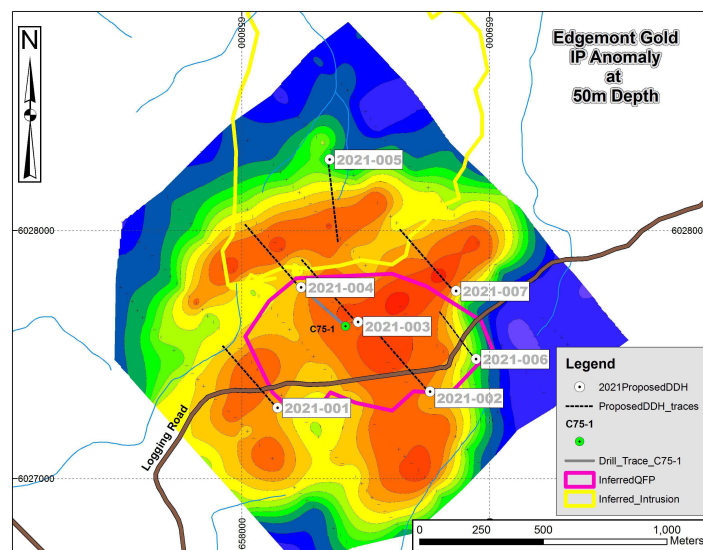 N
658000
659000
Edgemont Gold
IP Anomaly
at
50m Depth
2021-005
6028000
602800
2021-004
2021-007
C75-1
2021-003
2021-006
2021-002
2021-001
Logging Road
6027000
658000
Legend
2021ProposedDDH
ProposedDDH_traces
C75-1
Drill_Trace_C75-1
InferredQFP
Inferred_Intrusion
0 250 500 1,000
Meters